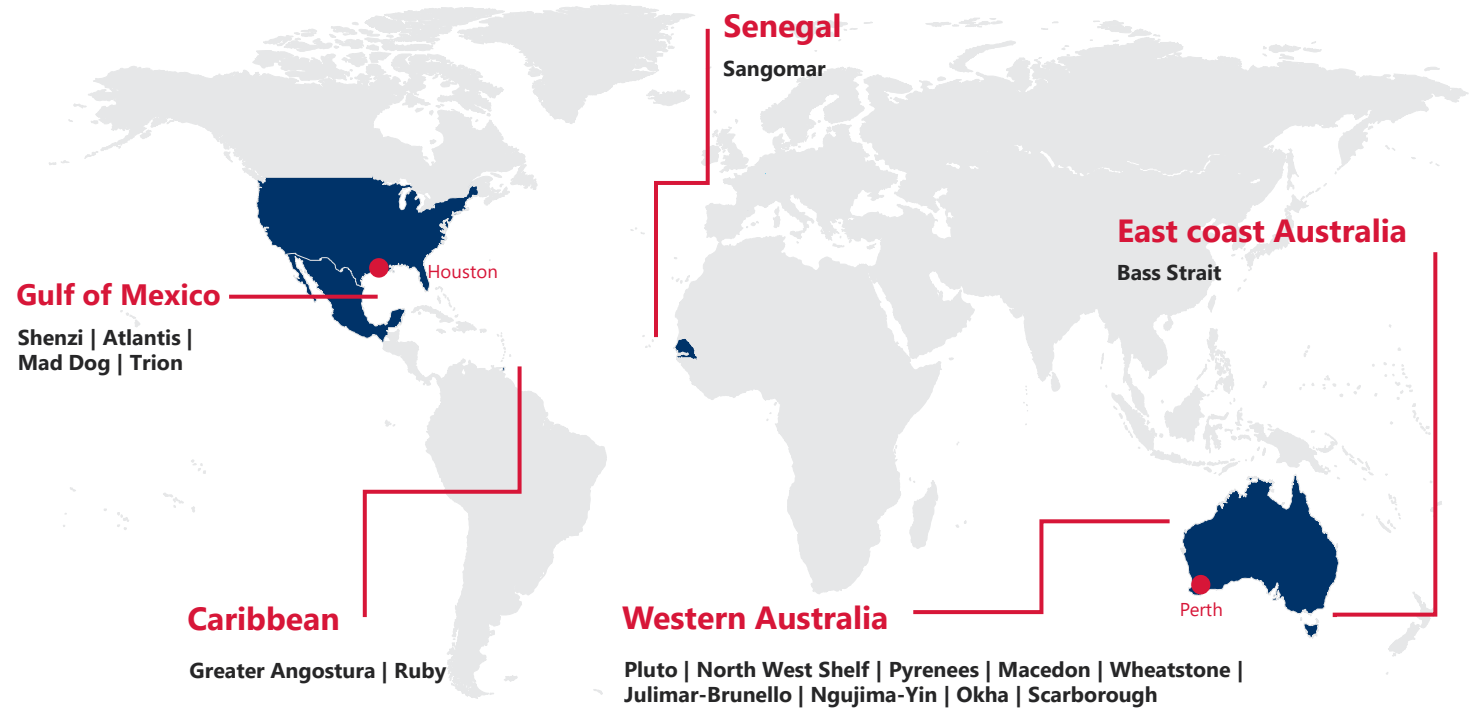 Senegal
Sangomar
East coast Australia
Bass Strait
Houston
Gulf of Mexico
Shenzi | Atlantis |
Mad Dog | Trion
Caribbean
Greater Angostura | Ruby
Western Australia
Pluto | North West Shelf | Pyrenees | Macedon | Wheatstone |
Julimar-Brunello | Ngujima-Yin | Okha | Scarborough
Perth